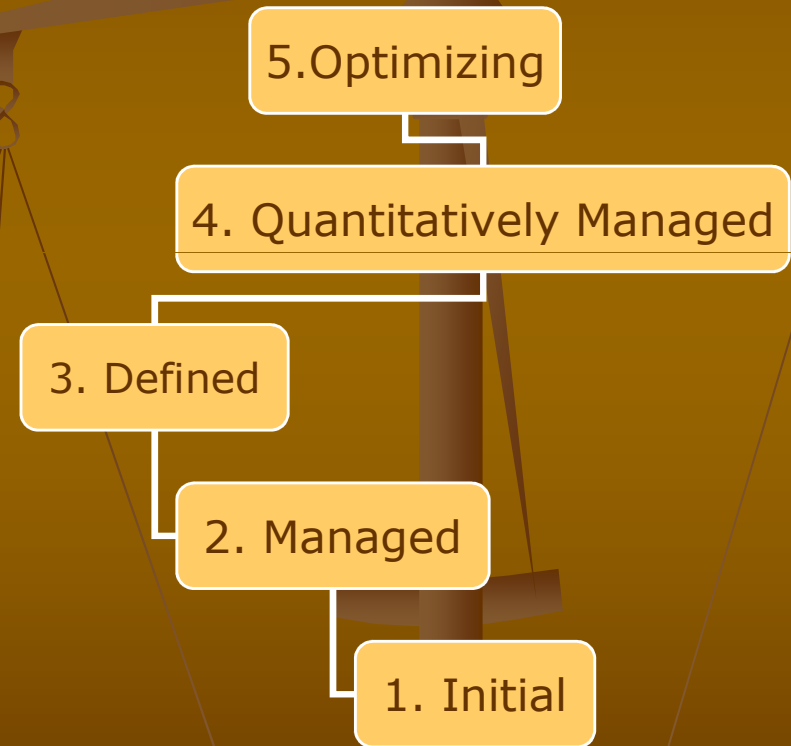 5.Optimizing
4. Quantitatively Managed
3. Defined
2. Managed
1. Initial